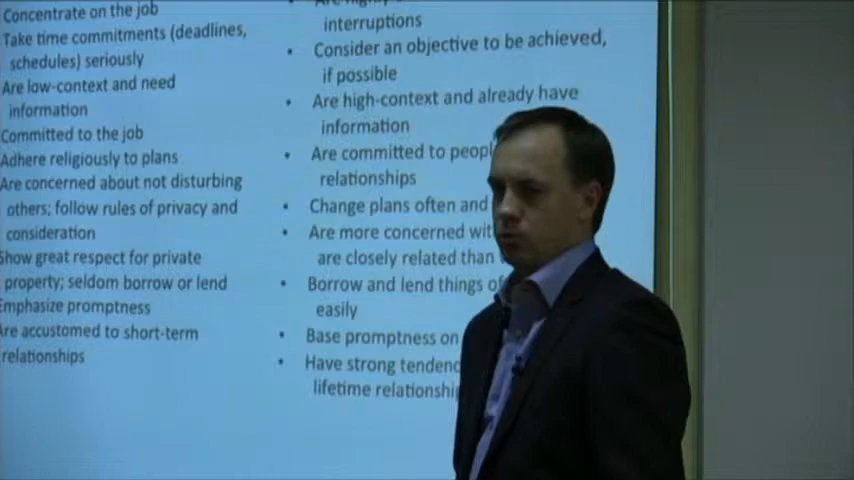 Concentrate on the job
Take time commitments (deadlines,
schedules) seriously
Are low-context and need
information
Committed to the job
Adhere religiously to plans
Are concerned about not disturbing
others; follow rules of privacy and
consideration
Show great respect for private
property; seldom borrow or lend
Emphasize promptness
Are accustomed to short-term
relationships
interruptions
• Consider an objective to be achieved,
if possible
• Are high-context and already have
information
• Are committed to
relationships
• Change plans often and
• Are more concerned
are closely related than
• Borrow and lend things
easily
• Base promptness on
• Have strong
lifetime